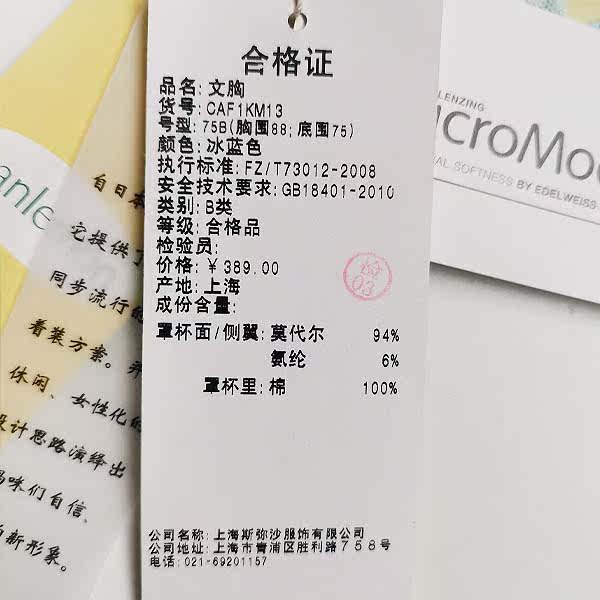 合格证
品名: 文胸
货号: CAF1KM13
号型: 75B(胸围88; 底围75)
颜色: 冰蓝色
执行标准: FZ/T73012-2008
安全技术要求: GB18401-2010
类别: B类
等级: 合格品
检验员:
价格: ¥389.00
产地: 上海
成份含量:
罩杯面/侧翼: 莫代尔 94%
氨纶 6%
罩杯里: 棉 100%
公司名称: 上海斯弥沙服饰有限公司
公司地址: 上海市青浦区胜利路758号
电话: 021-69201157
检
03
LENZING
BY EDELWEISS
SOFTNESS
自日本
它提供了
同步流行的
着装方案。
休闲、女性化的
设计思路演绎出
妈咪们自信、
新形象。